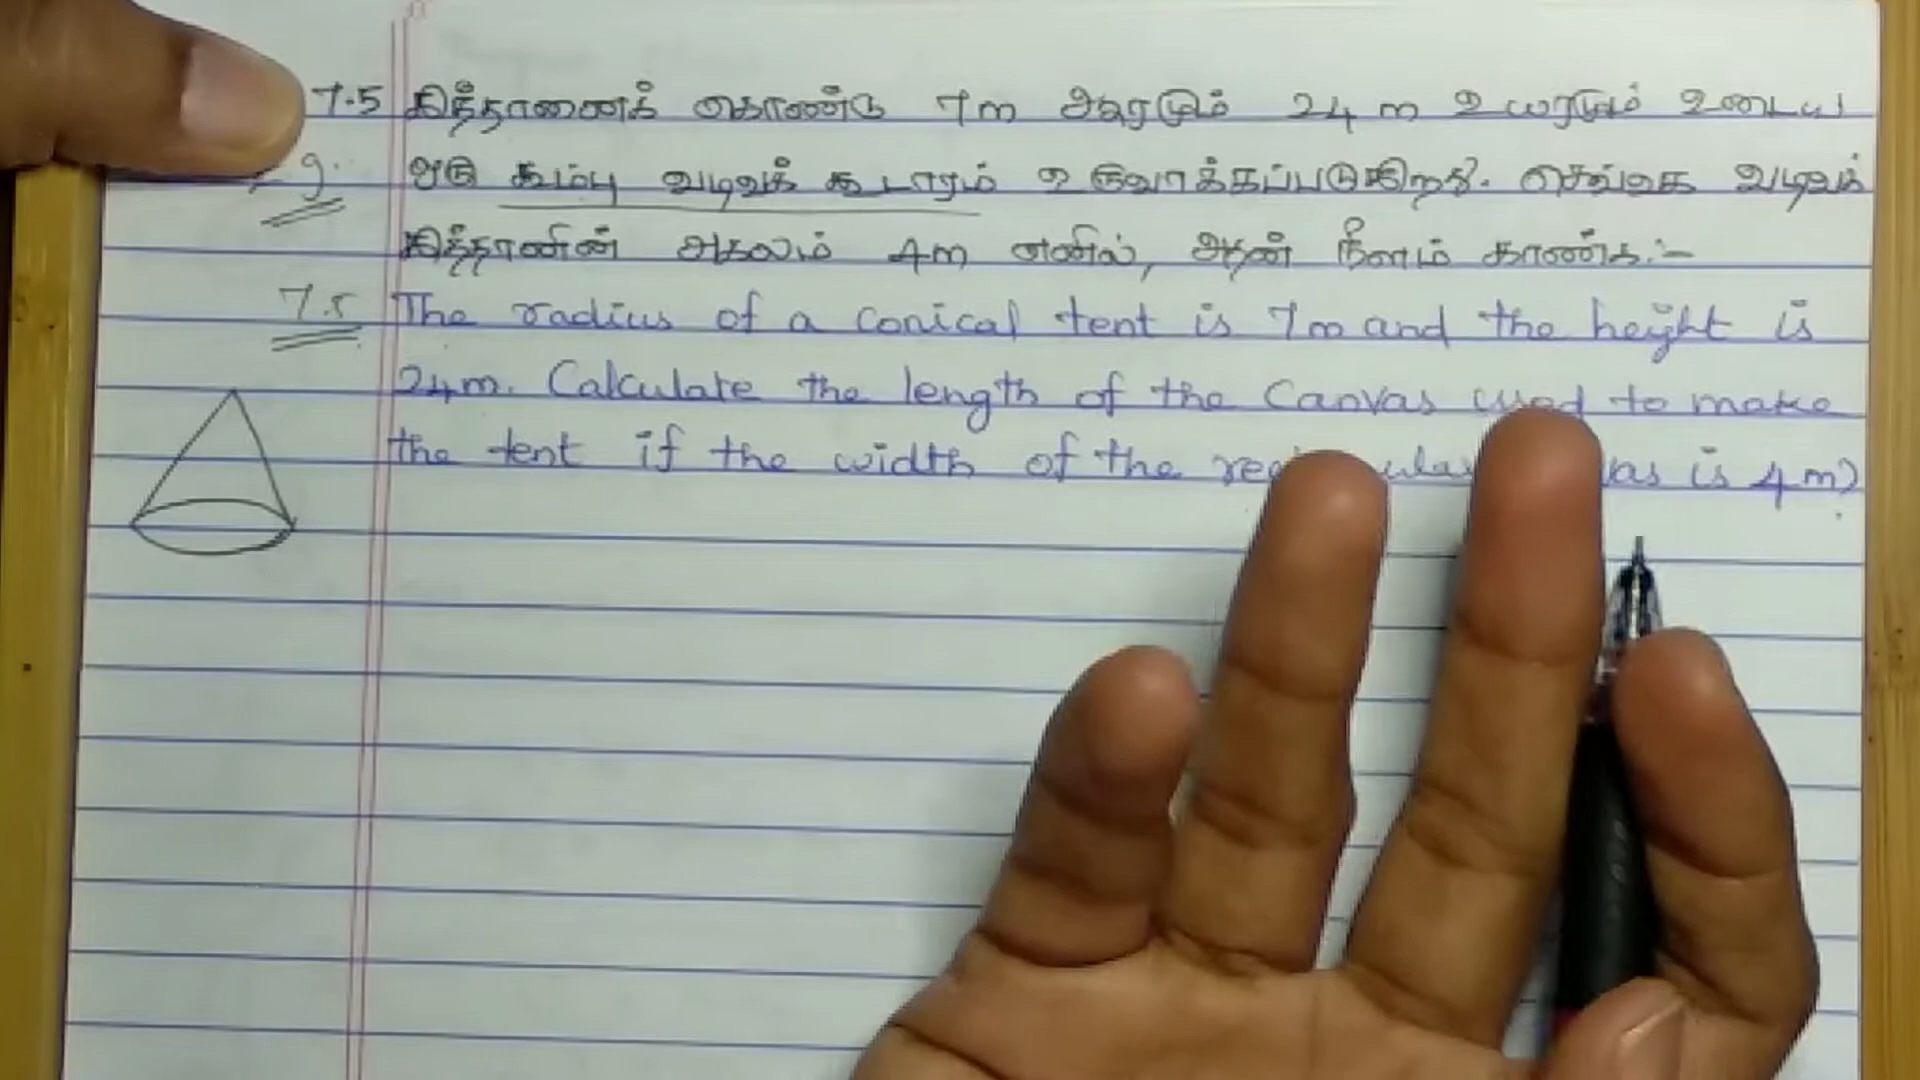 7.5 கித்தானைக் கொண்டு 7m ஆரமும் 24 m உயரமும் உடைய
9. ஒரு கூம்பு வடிவக் கூடாரம் உருவாக்கப்படுகிறது. செவ்வக வடிவக்
கித்தானின் அகலம் 4m எனில், அதன் நீளம் காண்க:-
7.5 The radius of a conical tent is 7m and the height is
24m. Calculate the length of the Canvas used to make
the tent if the width of the is 4m)